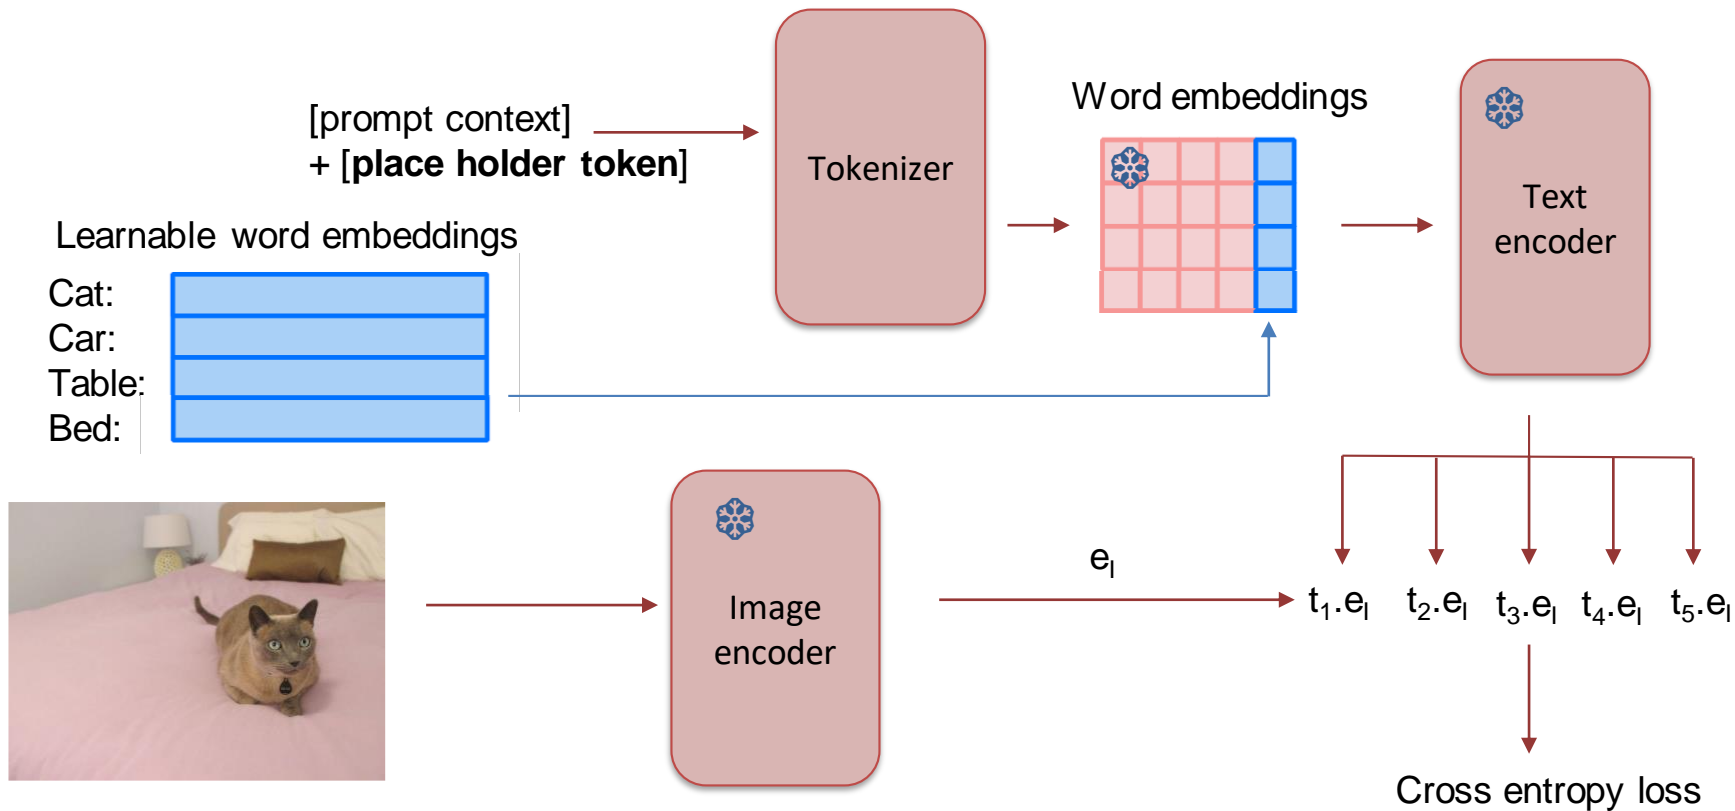 [prompt context]
+ [place holder token]
Tokenizer
Word embeddings
Text
encoder
Learnable word embeddings
Cat:
Car:
Table:
Bed:
Image
encoder
eI
t1.eI t2.eI t3.eI t4.eI t5.eI
Cross entropy loss